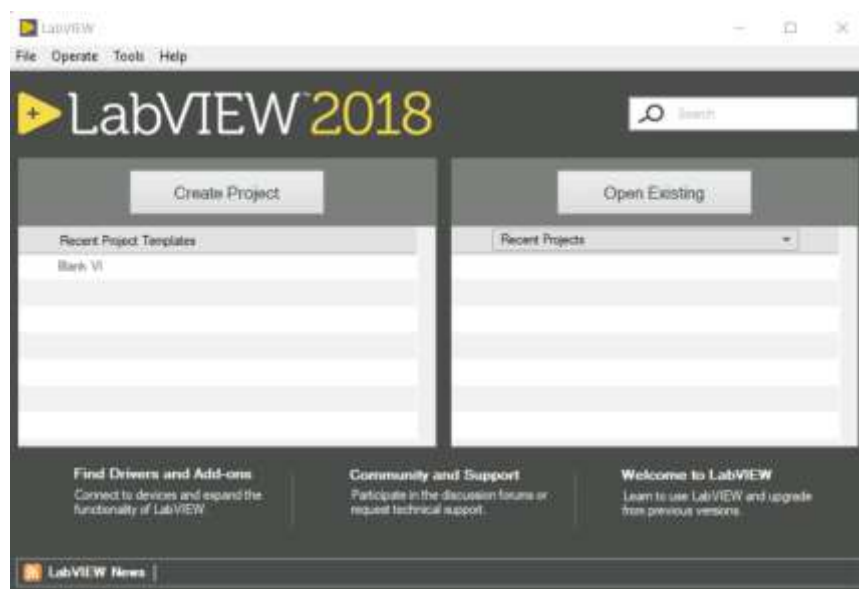 LabVIEW
File Operate Tools Help
LabVIEW™ 2018
Search
Create Project
Open Existing
Recent Project Templates
Recent Projects
Blank VI
Find Drivers and Add-ons
Connect to devices and expand the
functionality of LabVIEW.
Community and Support
Participate in the discussion forums or
request technical support.
Welcome to LabVIEW
Learn to use LabVIEW and upgrade
from previous versions.
LabVIEW News